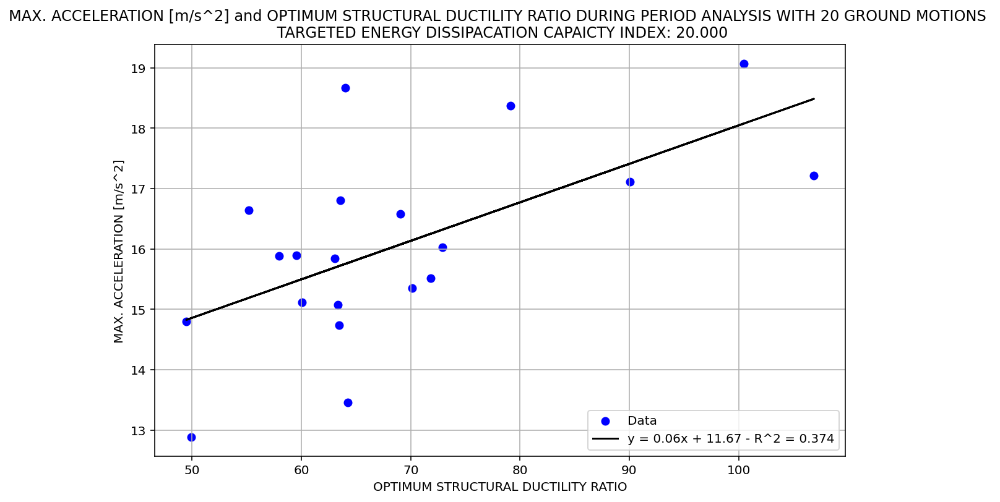 MAX. ACCELERATION [m/s^2] and OPTIMUM STRUCTURAL DUCTILITY RATIO DURING PERIOD ANALYSIS WITH 20 GROUND MOTIONS
TARGETED ENERGY DISSIPACATION CAPAICTY INDEX: 20.000
MAX. ACCELERATION [m/s^2]
19
18
17
16
15
14
13
Data
y = 0.06x + 11.67 - R^2 = 0.374
50 60 70 80 90 100
OPTIMUM STRUCTURAL DUCTILITY RATIO